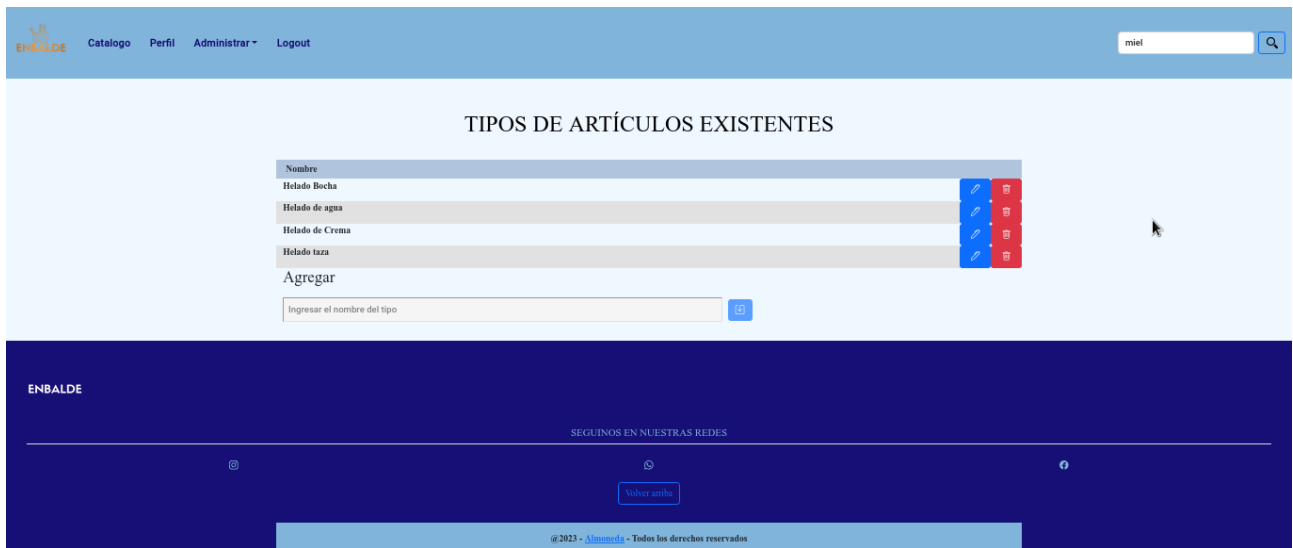 ENBALDE
Catalogo Perfil Administrar Logout miel
TIPOS DE ARTÍCULOS EXISTENTES
Nombre
Helado Bocha
Helado de agua
Helado de Crema
Helado taza
Agregar
Ingresar el nombre del tipo
ENBALDE
SEGUINOS EN NUESTRAS REDES
Volver arriba
@2023 - Almoneda - Todos los derechos reservados